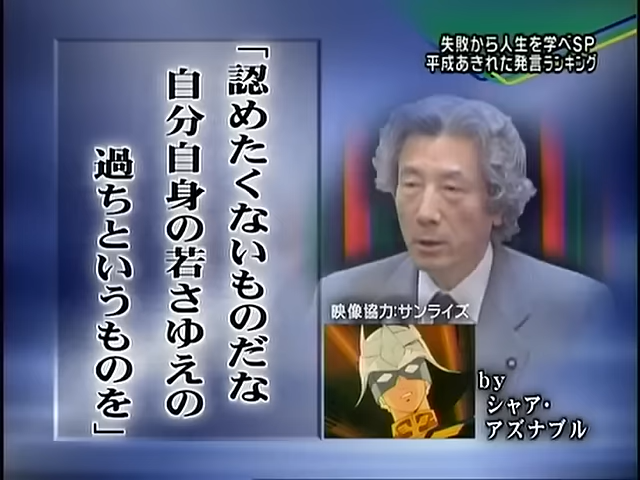 失敗から人生を学べSP
平成あきれた発言ランキング
「認めたくないものだな
自分自身の若さゆえの
過ちというものを」
映像協力:サンライズ
by
シャア・
アズナブル